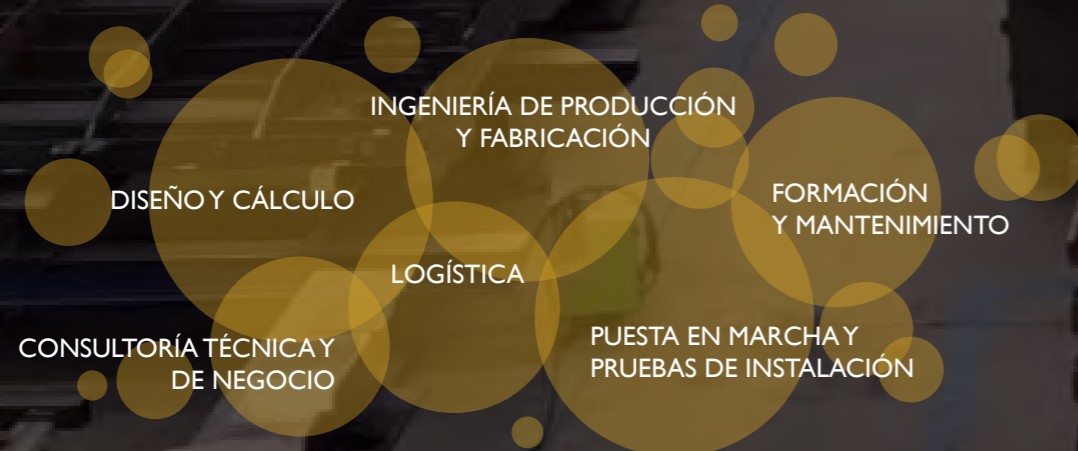 INGENIERÍA DE PRODUCCIÓN
Y FABRICACIÓN
DISEÑO Y CÁLCULO
FORMACIÓN
Y MANTENIMIENTO
LOGÍSTICA
CONSULTORÍA TÉCNICA Y
DE NEGOCIO
PUESTA EN MARCHA Y
PRUEBAS DE INSTALACIÓN